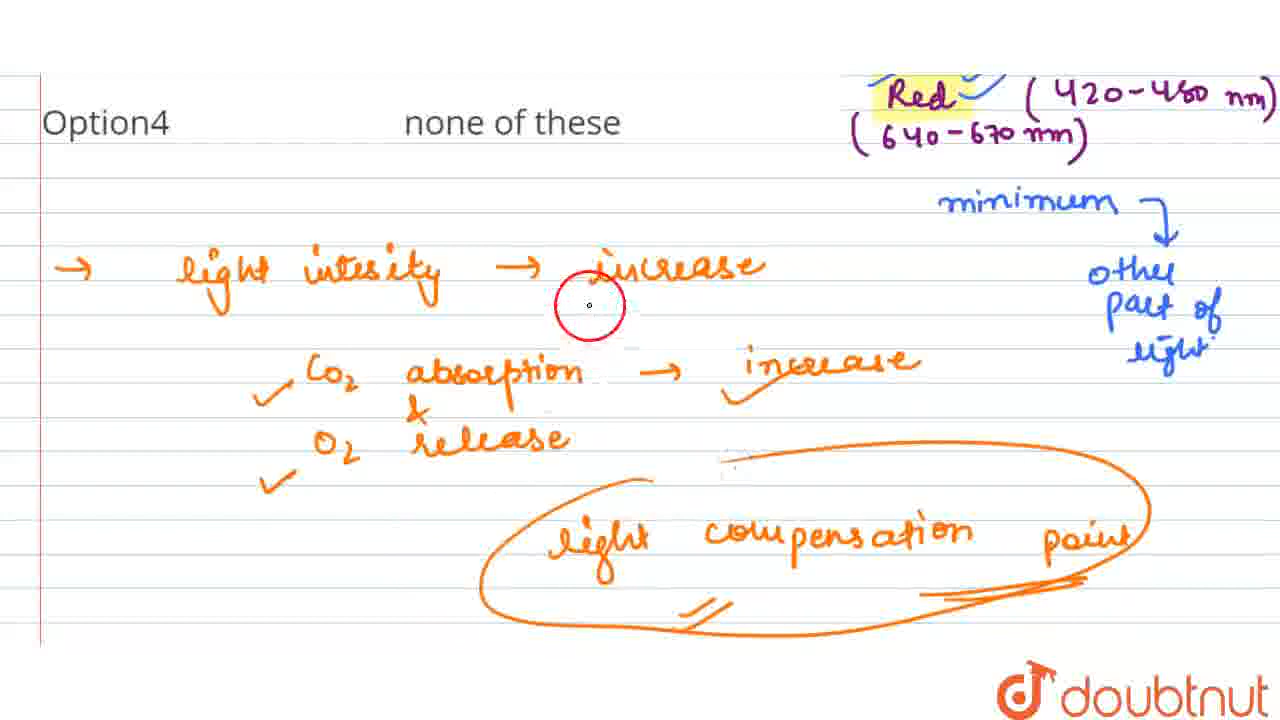 Red (420-480 nm)
Option4 none of these
(640-670 nm)
minimum
→ light intesity → increase
other
part of
light
CO2 absorption → increase
&
O2 release
light compensation point
doubtnut